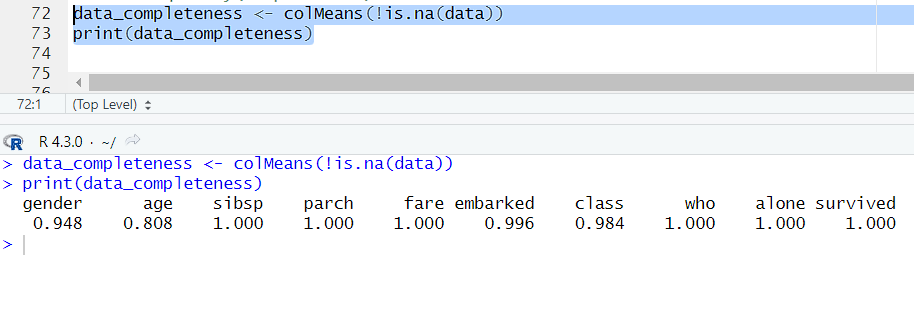 72 data_completeness <- colMeans(!is.na(data))
73 print(data_completeness)
74
75
76
72:1 (Top Level)
R R 4.3.0 · ~/
> data_completeness <- colMeans(!is.na(data))
> print(data_completeness)
gender age sibsp parch fare embarked class who alone survived
0.948 0.808 1.000 1.000 1.000 0.996 0.984 1.000 1.000 1.000
>